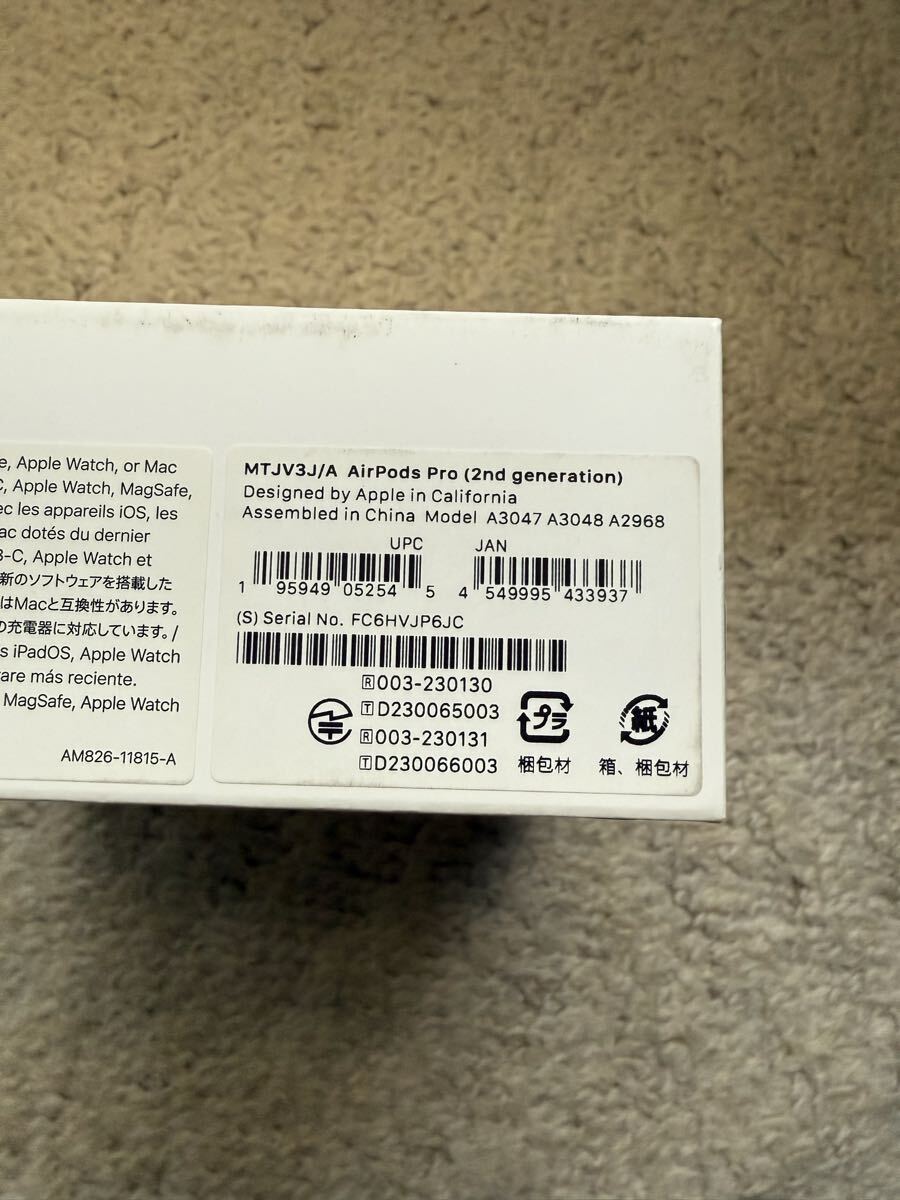 e, Apple Watch, or Mac
C, Apple Watch, MagSafe,
ec les appareils iOS, les
ac dotés du dernier
B-C, Apple Watch et
新のソフトウェアを搭載した
はMacと互換性があります。
の充電器に対応しています。/
s iPadOS, Apple Watch
are más reciente.
MagSafe, Apple Watch
AM826-11815-A
MTJV3J/A AirPods Pro (2nd generation)
Designed by Apple in California
Assembled in China Model A3047 A3048 A2968
UPC JAN
1 95949 05254 5 4 549995 433937
(S) Serial No. FC6HVJP6JC
R 003-230130
T D230065003
R 003-230131
T D230066003
プラ
梱包材
紙
箱、梱包材